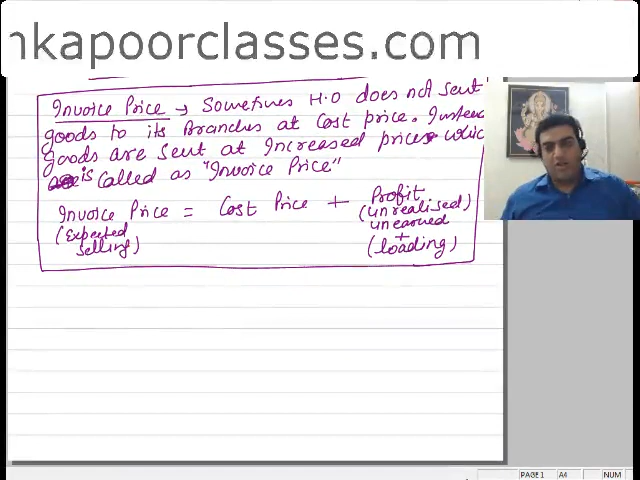 nkapoorclasses.com
Invoice Price → Sometimes H.O does not sent
goods to its Branches at Cost price. Instea
goods are sent at Increased price which
is called as "Invoice Price"
Invoice Price = Cost Price + Profit
(Expected selling)
(unrealised)
unearned
+
(loading)
PAGE 1 A4 NUM